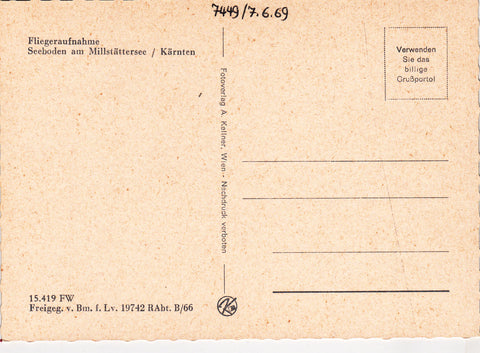 7449/7.6.69
Fliegeraufnahme
Seeboden am Millstättersee / Kärnten
Verwenden
Sie das
billige
Grußportol
Fotoverlag A. Kellner, Wien - Nachdruck verboten
15.419 FW
Freigeg. v. Bm. f. Lv. 19742 RAbt. B/66